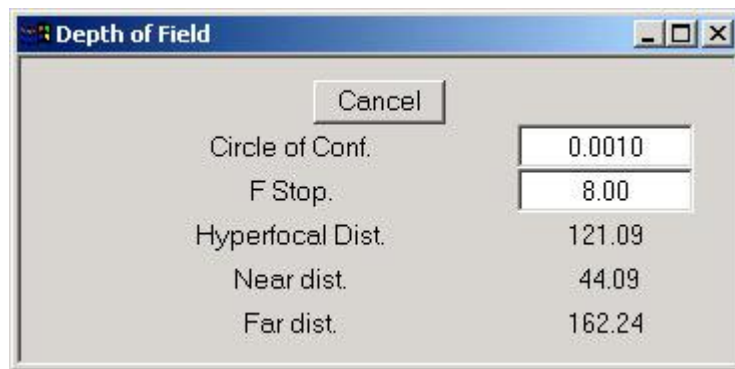 Depth of Field
Cancel
Circle of Conf. 0.0010
F Stop. 8.00
Hyperfocal Dist. 121.09
Near dist. 44.09
Far dist. 162.24